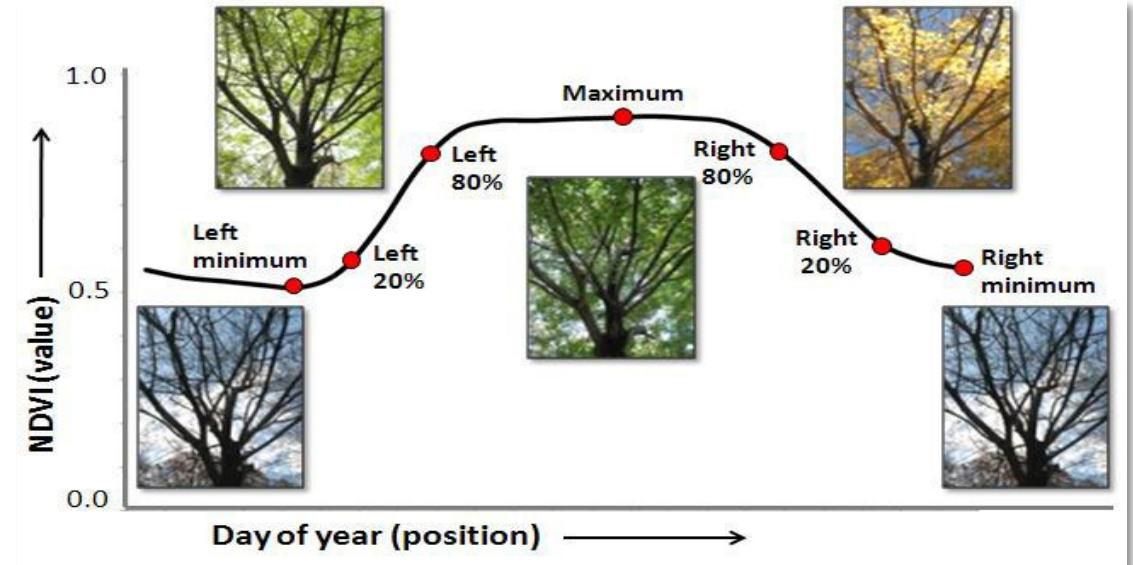 1.0
Maximum
Left
80%
Right
80%
Left
minimum
Left
20%
Right
20%
Right
minimum
0.5
NDVI (value)
0.0
Day of year (position)